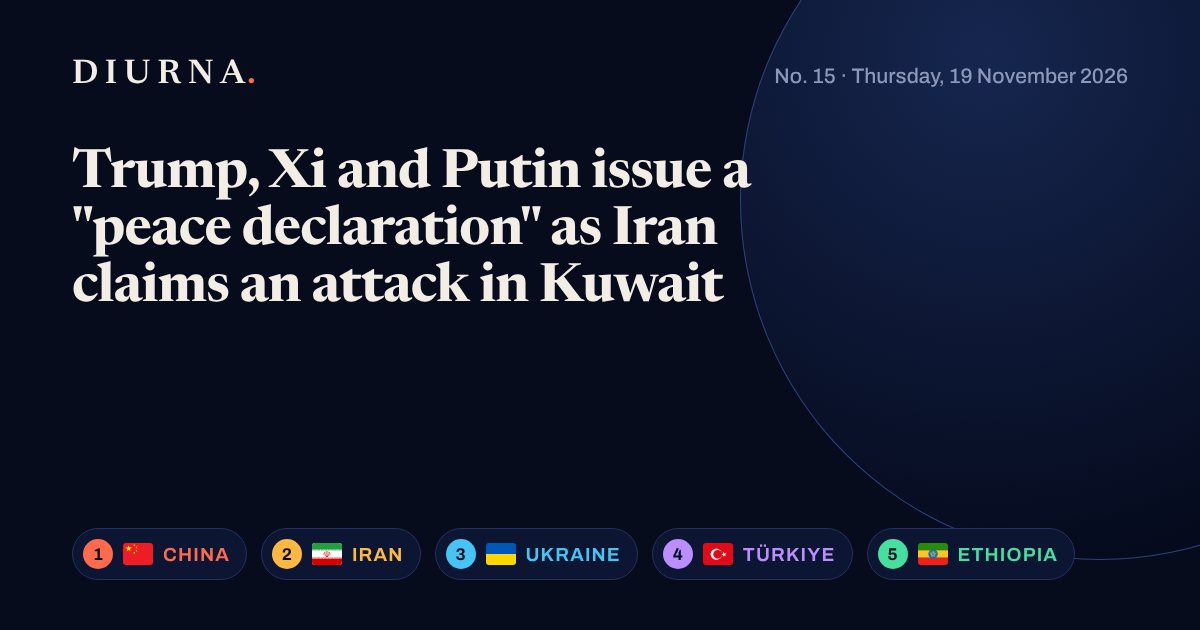 DIURNA.
No. 15 · Thursday, 19 November 2026
Trump, Xi and Putin issue a
"peace declaration" as Iran
claims an attack in Kuwait
1 CHINA
2 IRAN
3 UKRAINE
4 TÜRKIYE
5 ETHIOPIA